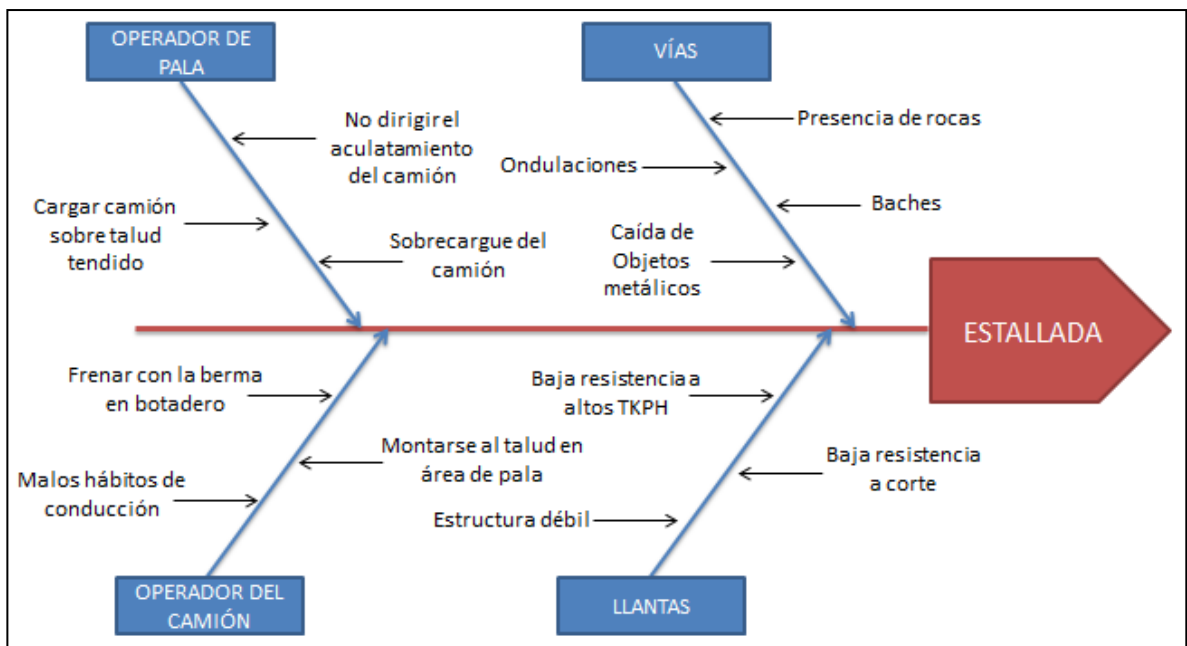 OPERADOR DE
PALA
VÍAS
No dirigir el
aculatamiento
del camión
Cargar camión
sobre talud
tendido
Sobrecargue del
camión
Presencia de rocas
Ondulaciones
Baches
Caída de
Objetos
metálicos
ESTALLADA
Frenar con la berma
en botadero
Montarse al talud en
área de pala
Malos hábitos de
conducción
Baja resistencia a
altos TKPH
Baja resistencia
a corte
Estructura débil
OPERADOR DEL
CAMIÓN
LLANTAS